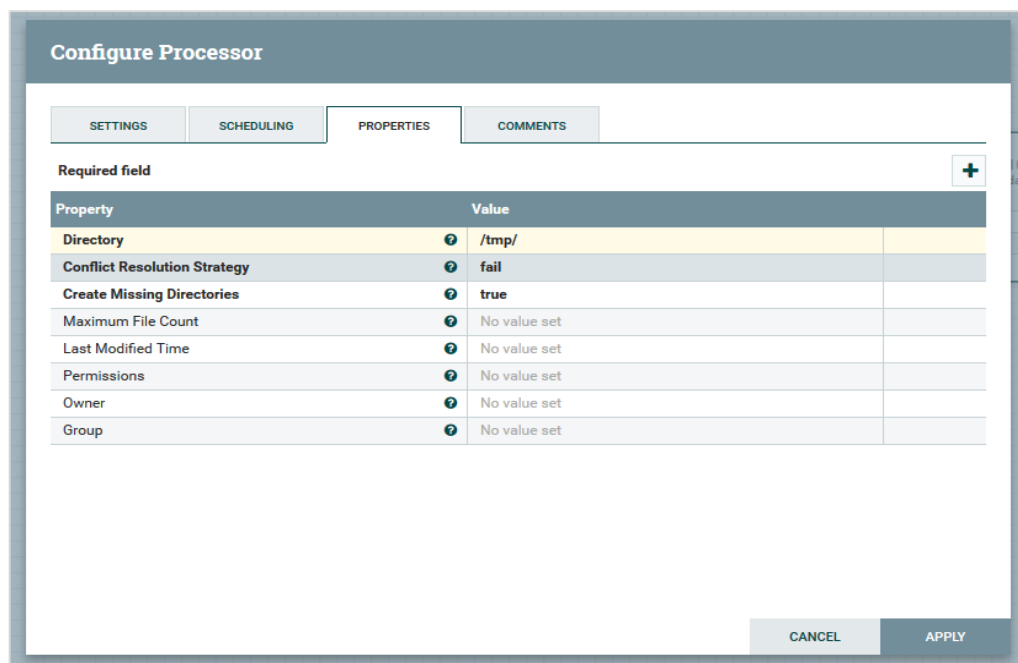 Configure Processor
SETTINGS SCHEDULING PROPERTIES COMMENTS
Required field
Property Value
Directory /tmp/
Conflict Resolution Strategy fail
Create Missing Directories true
Maximum File Count No value set
Last Modified Time No value set
Permissions No value set
Owner No value set
Group No value set
CANCEL APPLY